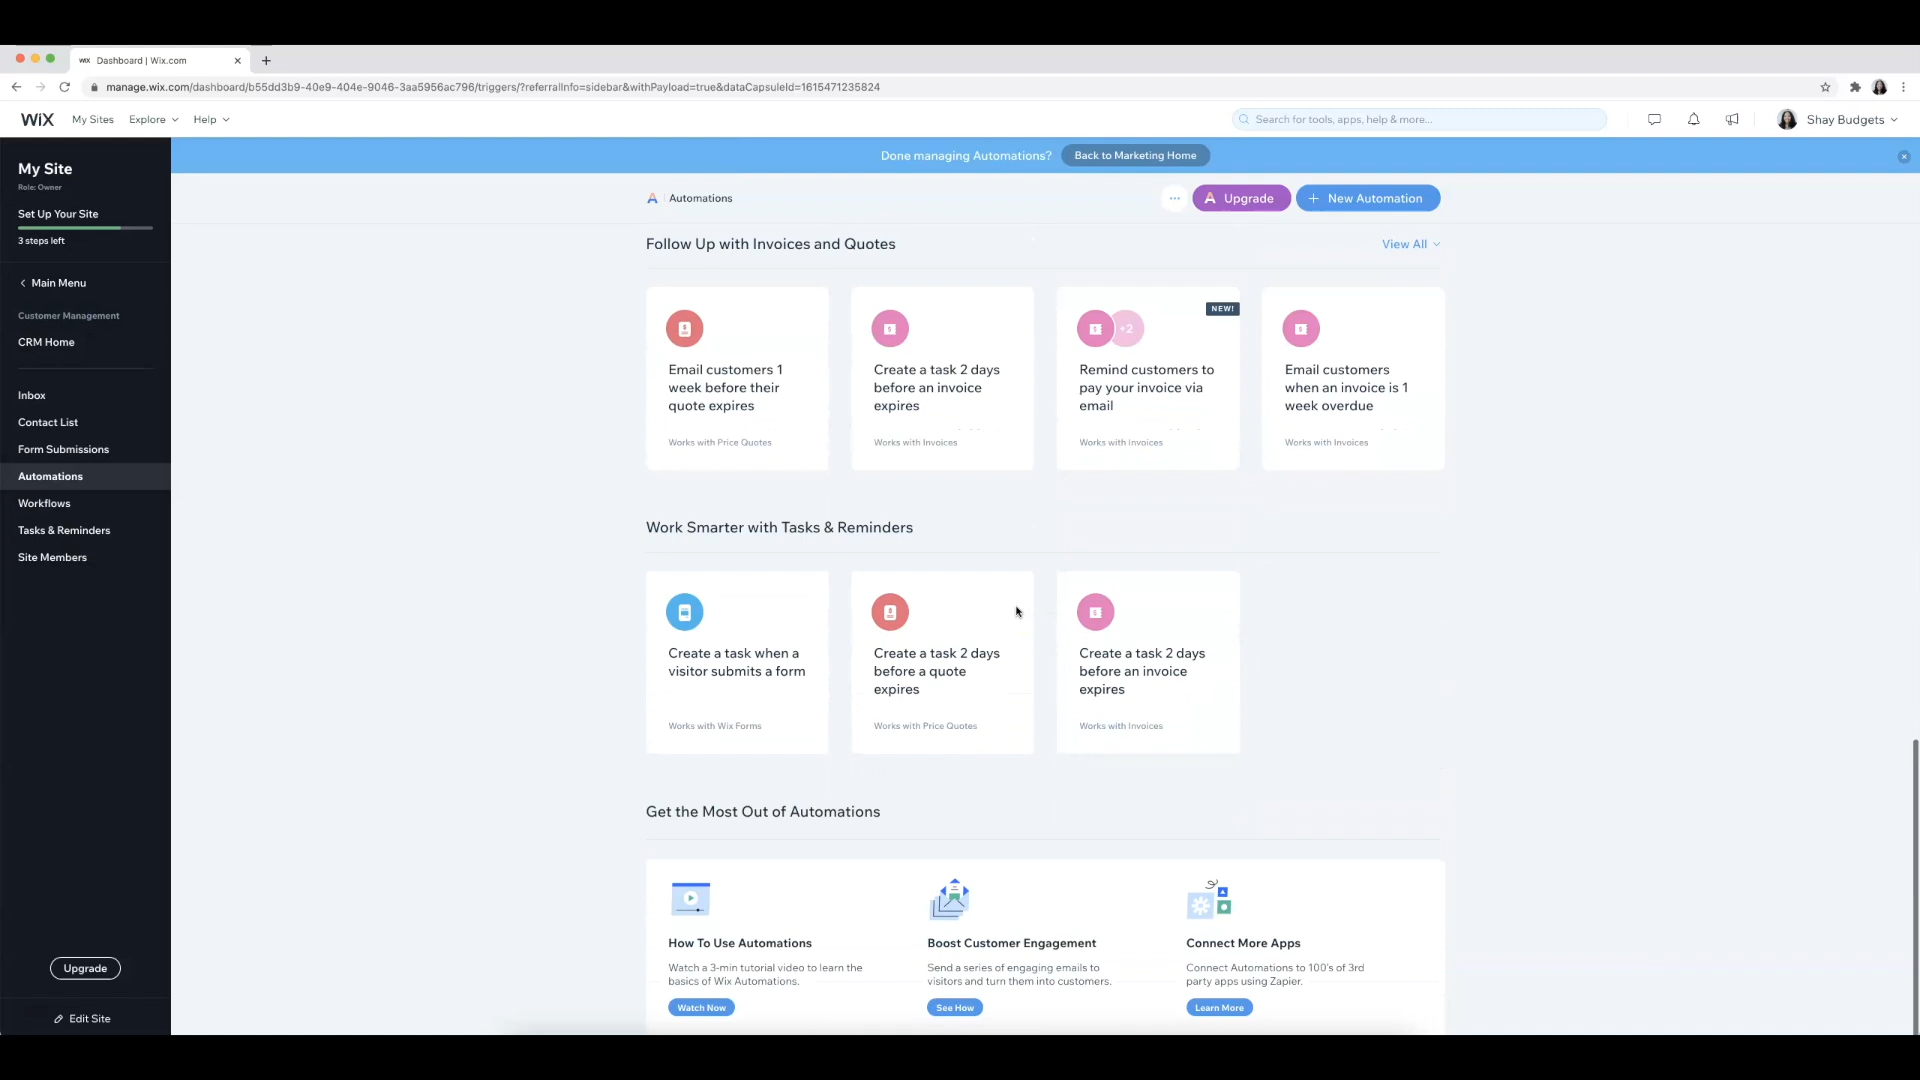 WiX Dashboard | Wix.com
manage.wix.com/dashboard/b55dd3b9-40e9-404e-9046-3aa5956ac796/triggers/?referralInfo=sidebar&withPayload=true&dataCapsuleId=1615471235824
WiX My Sites Explore Help Search for tools, apps, help & more... Shay Budgets
Done managing Automations? Back to Marketing Home
My Site
Role: Owner
Set Up Your Site
3 steps left
Main Menu
Customer Management
CRM Home
Inbox
Contact List
Form Submissions
Automations
Workflows
Tasks & Reminders
Site Members
Upgrade
Edit Site
Automations ... Upgrade + New Automation
Follow Up with Invoices and Quotes View All
Email customers 1
week before their
quote expires
Works with Price Quotes
Create a task 2 days
before an invoice
expires
Works with Invoices
+2
NEW!
Remind customers to
pay your invoice via
email
Works with Invoices
Email customers
when an invoice is 1
week overdue
Works with Invoices
Work Smarter with Tasks & Reminders
Create a task when a
visitor submits a form
Works with Wix Forms
Create a task 2 days
before a quote
expires
Works with Price Quotes
Create a task 2 days
before an invoice
expires
Works with Invoices
Get the Most Out of Automations
How To Use Automations
Watch a 3-min tutorial video to learn the
basics of Wix Automations.
Watch Now
Boost Customer Engagement
Send a series of engaging emails to
visitors and turn them into customers.
See How
Connect More Apps
Connect Automations to 100's of 3rd
party apps using Zapier.
Learn More